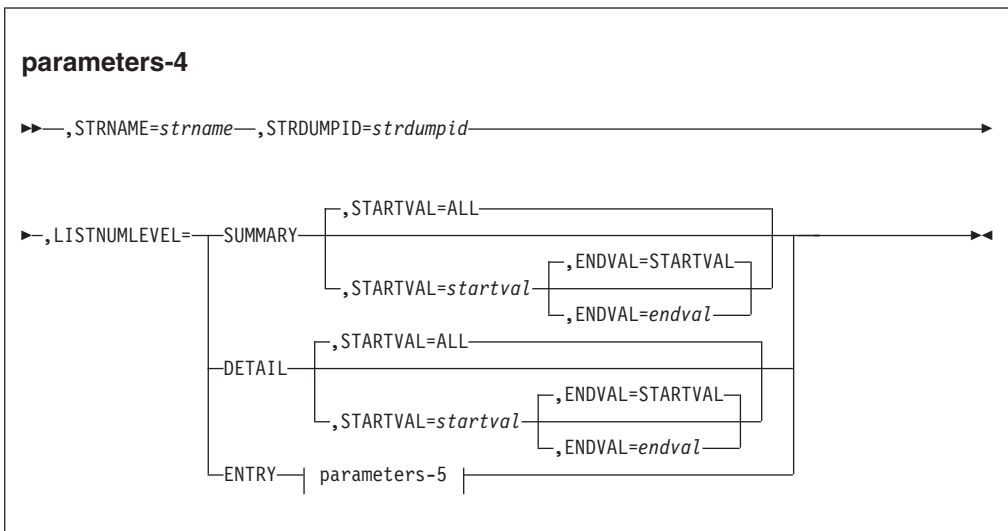 parameters-4
,STRNAME=strname ,STRDUMPID=strdumpid
,STARTVAL=ALL
,LISTNUMLEVEL= SUMMARY
,ENDVAL=STARTVAL
,STARTVAL=startval
,ENDVAL=endval
,STARTVAL=ALL
DETAIL
,ENDVAL=STARTVAL
,STARTVAL=startval
,ENDVAL=endval
ENTRY parameters-5